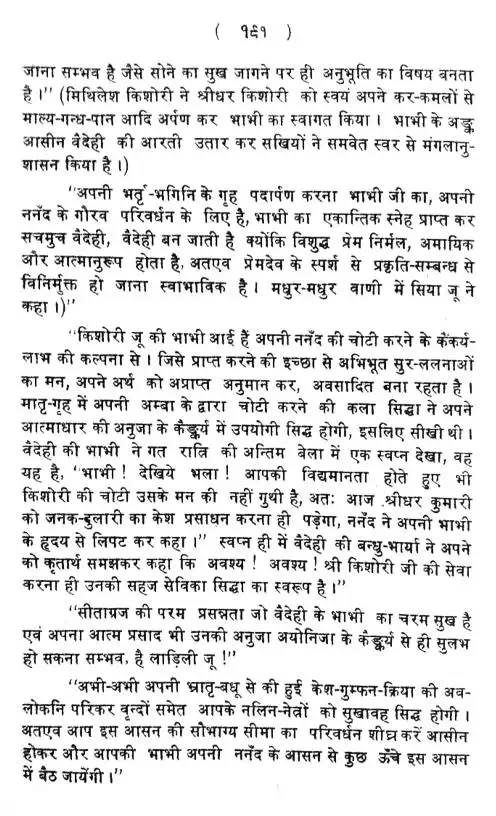 ( १९१ )
जाना सम्भव है जैसे सोने का सुख जागने पर ही अनुभूति का विषय बनता
है ।" (मिथिलेश किशोरी ने श्रीधर किशोरी को स्वयं अपने कर-कमलों से
माल्य-गन्ध-पान आदि अर्पण कर भाभी का स्वागत किया । भाभी के अङ्क
आसीन वैदेही की आरती उतार कर सखियों ने समवेत स्वर से मंगलानु-
शासन किया है ।)
"अपनी भर्तृ-भगिनि के गृह पदार्पण करना भाभी जी का, अपनी
ननँद के गौरव परिवर्धन के लिए है, भाभी का एकान्तिक स्नेह प्राप्त कर
सचमुच वैदेही, वैदेही बन जाती है क्योंकि विशुद्ध प्रेम निर्मल, अमायिक
और आत्मानुरूप होता है, अतएव प्रेमदेव के स्पर्श से प्रकृति-सम्बन्ध से
विनिर्मुक्त हो जाना स्वाभाविक है । मधुर-मधुर वाणी में सिया जू ने
कहा ।)"
"किशोरी जू की भाभी आई हैं अपनी ननँद की चोटी करने के कैंकर्य-
लाभ की कल्पना से । जिसे प्राप्त करने की इच्छा से अभिभूत सुर-ललनाओं
का मन, अपने अर्थ को अप्राप्त अनुमान कर, अवसादित बना रहता है ।
मातृ-गृह में अपनी अम्बा के द्वारा चोटी करने की कला सिद्धा ने अपने
आत्माधार की अनुजा के कैङ्कर्य में उपयोगी सिद्ध होगी, इसलिए सीखी थी ।
वैदेही की भाभी ने गत रात्रि की अन्तिम बेला में एक स्वप्न देखा, वह
यह है, "भाभी ! देखिये भला ! आपकी विद्यमानता होते हुए भी
किशोरी की चोटी उसके मन की नहीं गुथी है, अतः आज श्रीधर कुमारी
को जनक-दुलारी का केश प्रसाधन करना ही पड़ेगा, ननँद ने अपनी भाभी
के हृदय से लिपट कर कहा ।" स्वप्न ही में वैदेही की बन्धु-भार्या ने अपने
को कृतार्थ समझकर कहा कि अवश्य ! अवश्य ! श्री किशोरी जी की सेवा
करना ही उनकी सहज सेविका सिद्धा का स्वरूप है ।"
"सीताग्रज की परम प्रसन्नता जो वैदेही के भाभी का चरम सुख है
एवं अपना आत्म प्रसाद भी उनकी अनुजा अयोनिजा के कैङ्कर्य से ही सुलभ
हो सकना सम्भव, है लाड़िली जू !"
"अभी-अभी अपनी भ्रातृ-बधू से की हुई केश-गुम्फन-क्रिया की अव-
लोकनि परिकर वृन्दों समेत आपके नलिन-नेत्रों को सुखावह सिद्ध होगी ।
अतएव आप इस आसन की सौभाग्य सीमा का परिवर्धन शीघ्र करें आसीन
होकर और आपकी भाभी अपनी ननँद के आसन से कुछ ऊँचे इस आसन
में बैठ जायेंगी ।"